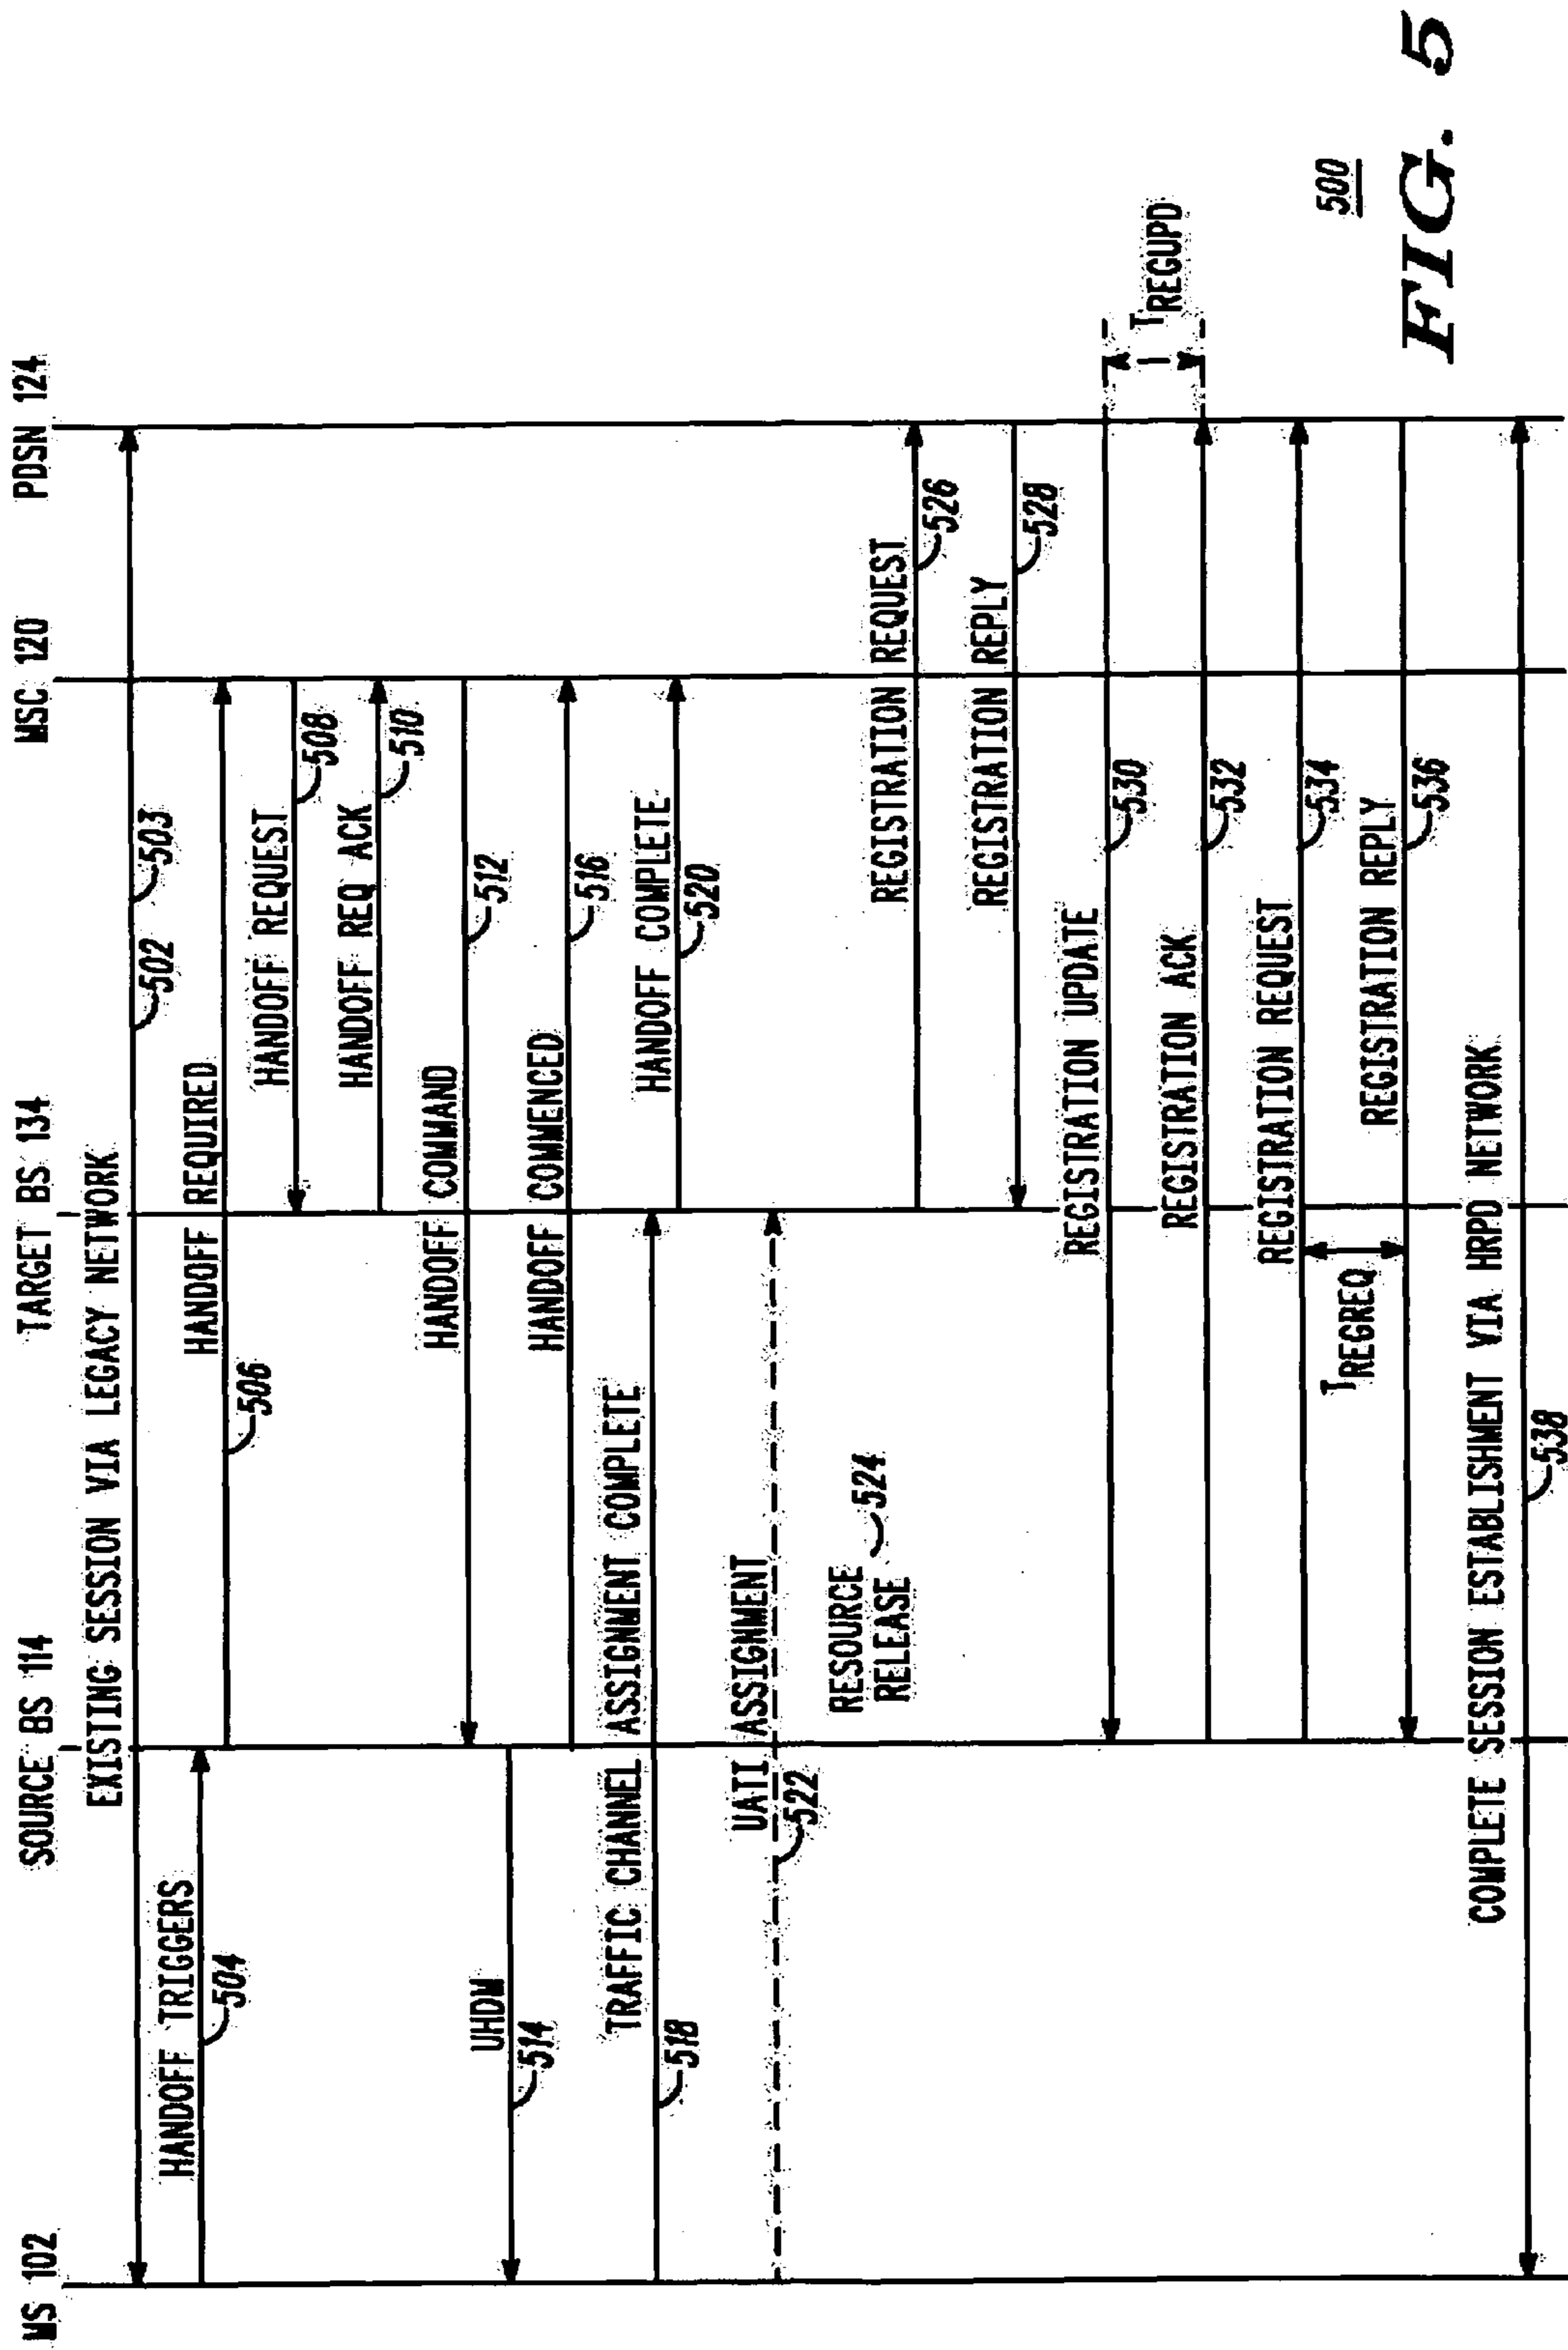 MS 102
SOURCE BS 114
TARGET BS 134
MSC 120
PDSN 124
EXISTING SESSION VIA LEGACY NETWORK
502
503
HANDOFF TRIGGERS
504
HANDOFF REQUIRED
506
HANDOFF REQUEST
508
HANDOFF REQ ACK
510
HANDOFF COMMAND
512
UHDM
514
HANDOFF COMMENCED
516
TRAFFIC CHANNEL ASSIGNMENT COMPLETE
518
HANDOFF COMPLETE
520
UATI ASSIGNMENT
522
RESOURCE
RELEASE
524
REGISTRATION REQUEST
526
REGISTRATION REPLY
528
REGISTRATION UPDATE
530
TREGUPD
REGISTRATION ACK
532
REGISTRATION REQUEST
534
TREGREQ
REGISTRATION REPLY
536
COMPLETE SESSION ESTABLISHMENT VIA HRPD NETWORK
538
500
FIG. 5